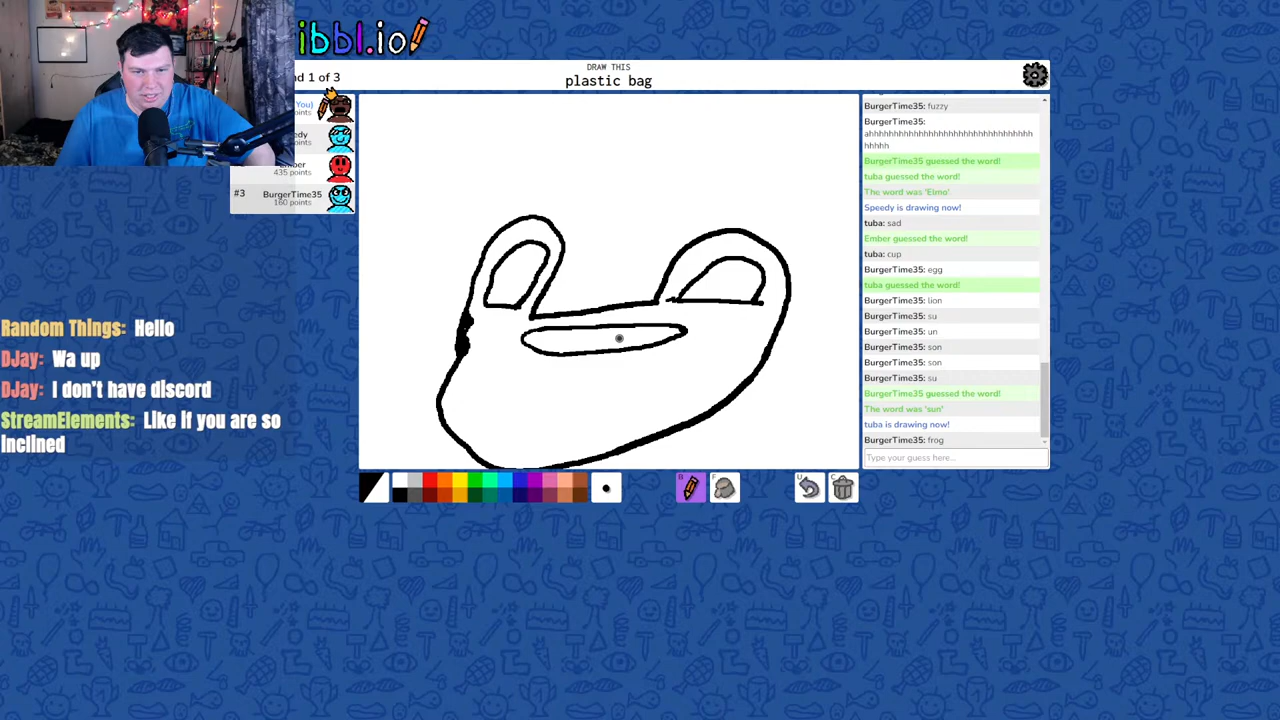 ibbl.io
DRAW THIS
plastic bag
nd 1 of 3
You)
points
edy
oints
mber
435 points
#3 BurgerTime35
160 points
BurgerTime35: fuzzy
BurgerTime35:
ahhhhhhhhhhhhhhhhhhhhhhhhhhhhhhhh
hhhhh
BurgerTime35 guessed the word!
tuba guessed the word!
The word was 'Elmo'
Speedy is drawing now!
tuba: sad
Ember guessed the word!
tuba: cup
BurgerTime35: egg
tuba guessed the word!
BurgerTime35: lion
BurgerTime35: su
BurgerTime35: un
BurgerTime35: son
BurgerTime35: son
BurgerTime35: su
BurgerTime35 guessed the word!
The word was 'sun'
tuba is drawing now!
BurgerTime35: frog
Type your guess here...
B
F
U
C
Random Things: Hello
DJay: Wa up
DJay: I don't have discord
StreamElements: Like if you are so
inclined